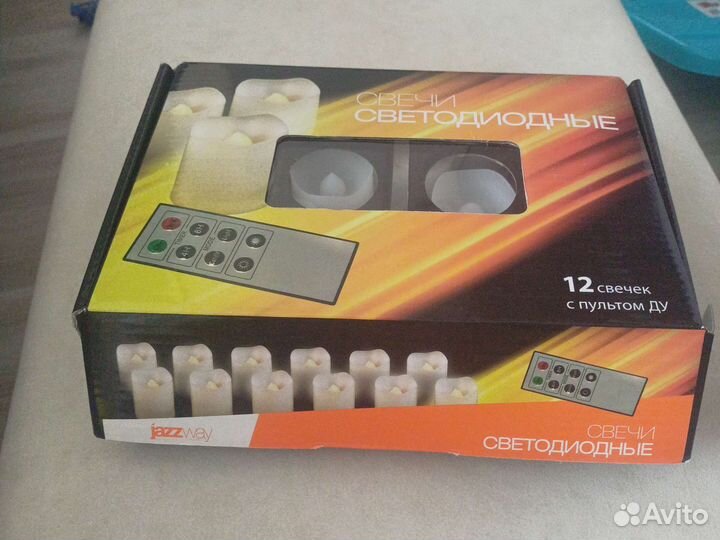 СВЕЧИ
СВЕТОДИОДНЫЕ
12 свечек
с пультом ДУ
jazzway
СВЕЧИ
СВЕТОДИОДНЫЕ
Avito